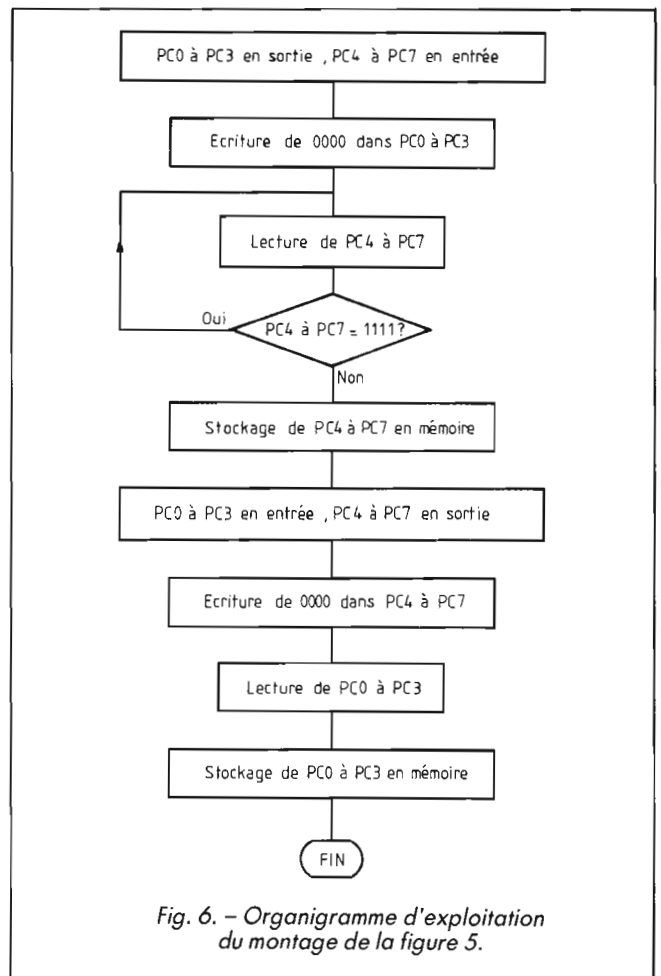 PC0 à PC3 en sortie , PC4 à PC7 en entrée
Ecriture de 0000 dans PC0 à PC3
Lecture de PC4 à PC7
Oui
PC4 à PC7 = 1111?
Non
Stockage de PC4 à PC7 en mémoire
PC0 à PC3 en entrée , PC4 à PC7 en sortie
Ecriture de 0000 dans PC4 à PC7
Lecture de PC0 à PC3
Stockage de PC0 à PC3 en mémoire
FIN
Fig. 6. – Organigramme d'exploitation
du montage de la figure 5.